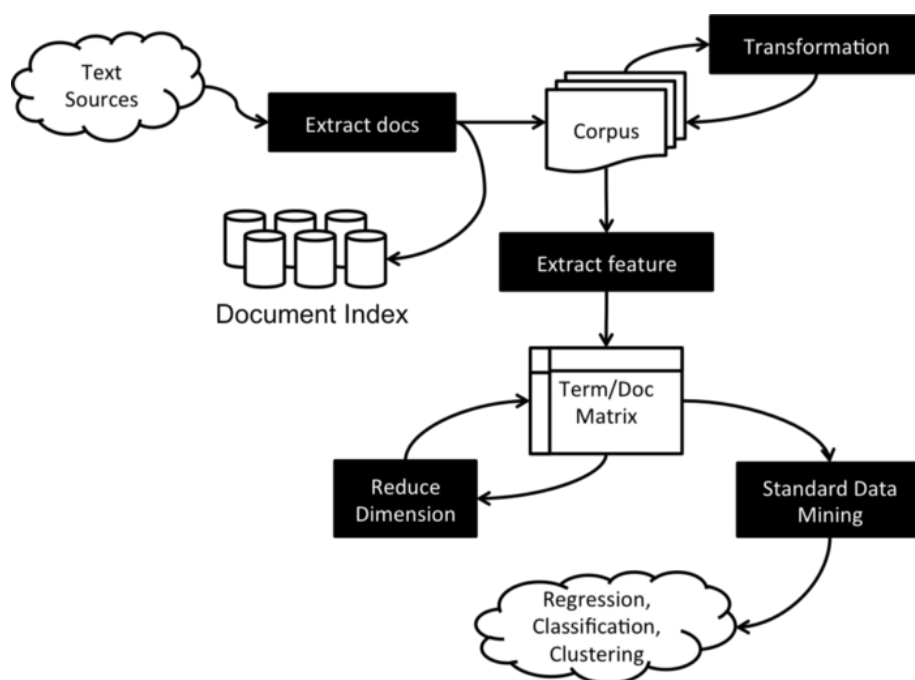 Text
Sources
Extract docs
Corpus
Transformation
Document Index
Extract feature
Term/Doc
Matrix
Reduce
Dimension
Standard Data
Mining
Regression,
Classification,
Clustering